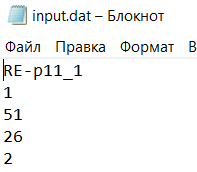 input.dat – Блокнот
Файл Правка Формат В
RE-p11_1
1
51
26
2